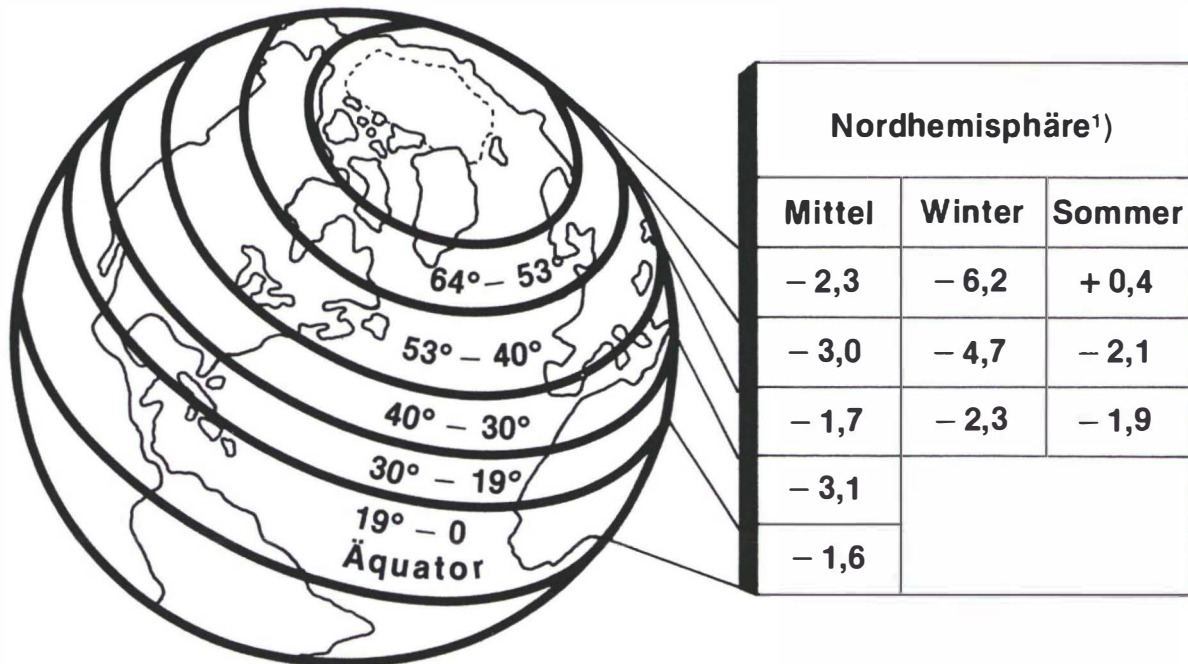 64° – 53°
53° – 40°
40° – 30°
30° – 19°
19° – 0
Äquator
Nordhemisphäre¹)
Mittel Winter Sommer
– 2,3 – 6,2 + 0,4
– 3,0 – 4,7 – 2,1
– 1,7 – 2,3 – 1,9
– 3,1
– 1,6